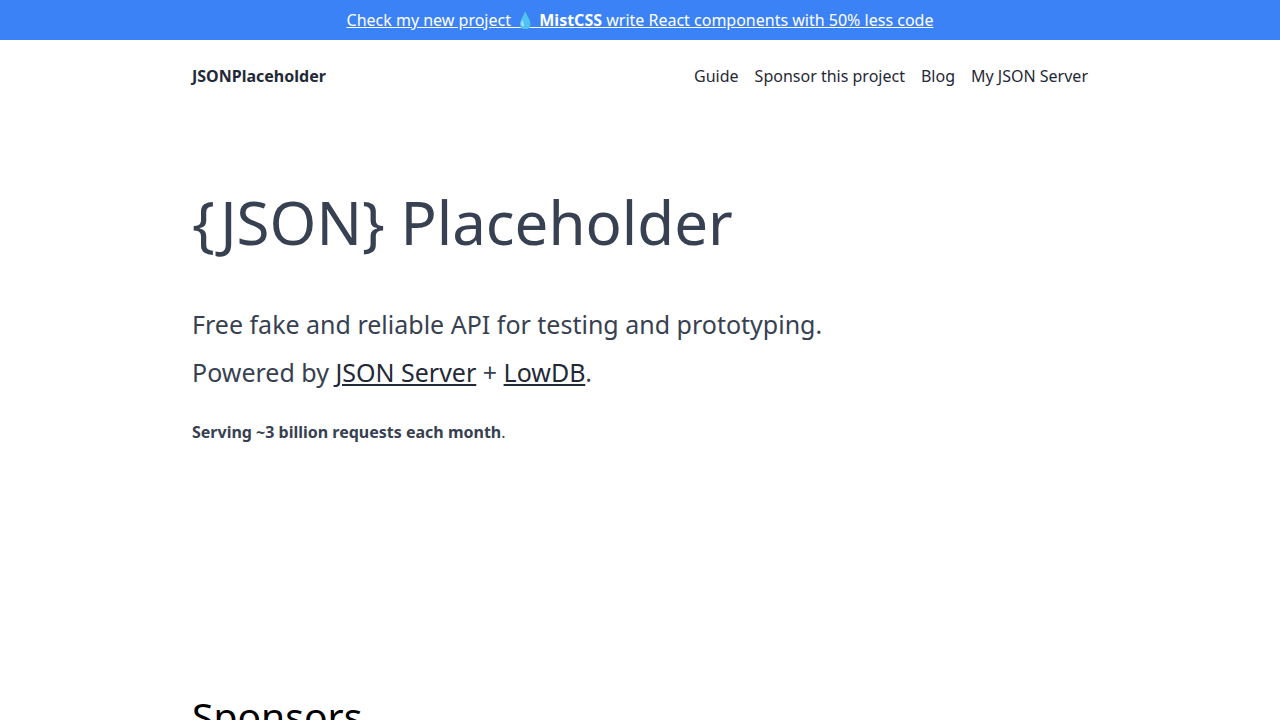 Check my new project 💧 MistCSS write React components with 50% less code
JSONPlaceholder
Guide Sponsor this project Blog My JSON Server
{JSON} Placeholder
Free fake and reliable API for testing and prototyping.
Powered by JSON Server + LowDB.
Serving ~3 billion requests each month.
Sponsors